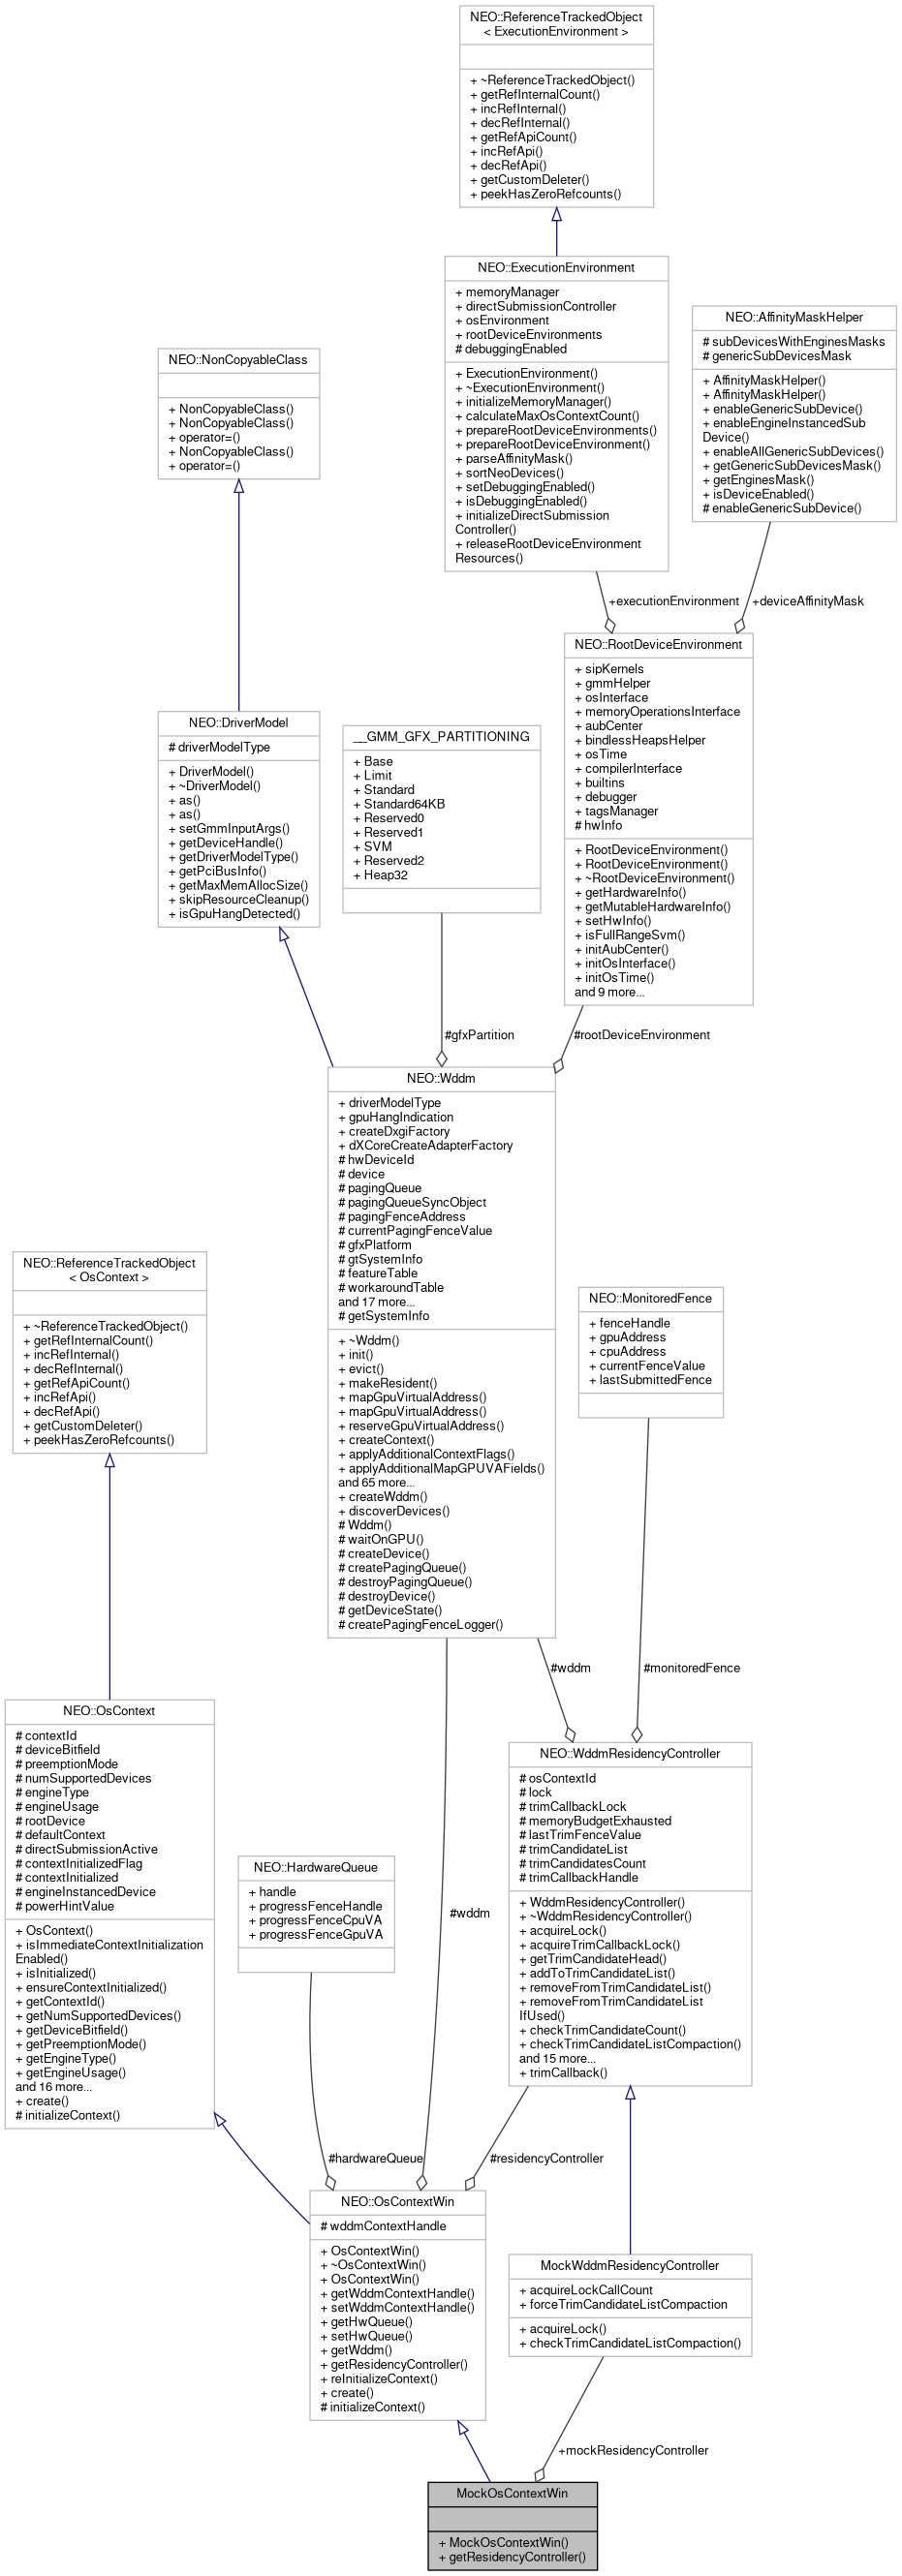 NEO::ReferenceTrackedObject
< ExecutionEnvironment >
+ ~ReferenceTrackedObject()
+ getRefInternalCount()
+ incRefInternal()
+ decRefInternal()
+ getRefApiCount()
+ incRefApi()
+ decRefApi()
+ getCustomDeleter()
+ peekHasZeroRefcounts()
NEO::ExecutionEnvironment
+ memoryManager
+ directSubmissionController
+ osEnvironment
+ rootDeviceEnvironments
# debuggingEnabled
+ ExecutionEnvironment()
+ ~ExecutionEnvironment()
+ initializeMemoryManager()
+ calculateMaxOsContextCount()
+ prepareRootDeviceEnvironments()
+ prepareRootDeviceEnvironment()
+ parseAffinityMask()
+ sortNeoDevices()
+ setDebuggingEnabled()
+ isDebuggingEnabled()
+ initializeDirectSubmission
Controller()
+ releaseRootDeviceEnvironment
Resources()
NEO::AffinityMaskHelper
# subDevicesWithEnginesMasks
# genericSubDevicesMask
+ AffinityMaskHelper()
+ AffinityMaskHelper()
+ enableGenericSubDevice()
+ enableEngineInstancedSub
Device()
+ enableAllGenericSubDevices()
+ getGenericSubDevicesMask()
+ getEnginesMask()
+ isDeviceEnabled()
# enableGenericSubDevice()
NEO::NonCopyableClass
+ NonCopyableClass()
+ NonCopyableClass()
+ operator=()
+ NonCopyableClass()
+ operator=()
+executionEnvironment
+deviceAffinityMask
NEO::RootDeviceEnvironment
+ sipKernels
+ gmmHelper
+ osInterface
+ memoryOperationsInterface
+ aubCenter
+ bindlessHeapsHelper
+ osTime
+ compilerInterface
+ builtins
+ debugger
+ tagsManager
# hwInfo
+ RootDeviceEnvironment()
+ RootDeviceEnvironment()
+ ~RootDeviceEnvironment()
+ getHardwareInfo()
+ getMutableHardwareInfo()
+ setHwInfo()
+ isFullRangeSvm()
+ initAubCenter()
+ initOsInterface()
+ initOsTime()
and 9 more...
NEO::DriverModel
# driverModelType
+ DriverModel()
+ ~DriverModel()
+ as()
+ as()
+ setGmmInputArgs()
+ getDeviceHandle()
+ getDriverModelType()
+ getPciBusInfo()
+ getMaxMemAllocSize()
+ skipResourceCleanup()
+ isGpuHangDetected()
__GMM_GFX_PARTITIONING
+ Base
+ Limit
+ Standard
+ Standard64KB
+ Reserved0
+ Reserved1
+ SVM
+ Reserved2
+ Heap32
#gfxPartition
#rootDeviceEnvironment
NEO::Wddm
+ driverModelType
+ gpuHangIndication
+ createDxgiFactory
+ dXCoreCreateAdapterFactory
# hwDeviceId
# device
# pagingQueue
# pagingQueueSyncObject
# pagingFenceAddress
# currentPagingFenceValue
# gfxPlatform
# gtSystemInfo
# featureTable
# workaroundTable
and 17 more...
# getSystemInfo
+ ~Wddm()
+ init()
+ evict()
+ makeResident()
+ mapGpuVirtualAddress()
+ mapGpuVirtualAddress()
+ reserveGpuVirtualAddress()
+ createContext()
+ applyAdditionalContextFlags()
+ applyAdditionalMapGPUVAFields()
and 65 more...
+ createWddm()
+ discoverDevices()
# Wddm()
# waitOnGPU()
# createDevice()
# createPagingQueue()
# destroyPagingQueue()
# destroyDevice()
# getDeviceState()
# createPagingFenceLogger()
NEO::ReferenceTrackedObject
< OsContext >
+ ~ReferenceTrackedObject()
+ getRefInternalCount()
+ incRefInternal()
+ decRefInternal()
+ getRefApiCount()
+ incRefApi()
+ decRefApi()
+ getCustomDeleter()
+ peekHasZeroRefcounts()
NEO::MonitoredFence
+ fenceHandle
+ gpuAddress
+ cpuAddress
+ currentFenceValue
+ lastSubmittedFence
#wddm
#monitoredFence
NEO::OsContext
# contextId
# deviceBitfield
# preemptionMode
# numSupportedDevices
# engineType
# engineUsage
# rootDevice
# defaultContext
# directSubmissionActive
# contextInitializedFlag
# contextInitialized
# engineInstancedDevice
# powerHintValue
+ OsContext()
+ isImmediateContextInitialization
Enabled()
+ isInitialized()
+ ensureContextInitialized()
+ getContextId()
+ getNumSupportedDevices()
+ getDeviceBitfield()
+ getPreemptionMode()
+ getEngineType()
+ getEngineUsage()
and 16 more...
+ create()
# initializeContext()
NEO::HardwareQueue
+ handle
+ progressFenceHandle
+ progressFenceCpuVA
+ progressFenceGpuVA
#wddm
NEO::WddmResidencyController
# osContextId
# lock
# trimCallbackLock
# memoryBudgetExhausted
# lastTrimFenceValue
# trimCandidateList
# trimCandidatesCount
# trimCallbackHandle
+ WddmResidencyController()
+ ~WddmResidencyController()
+ acquireLock()
+ acquireTrimCallbackLock()
+ getTrimCandidateHead()
+ addToTrimCandidateList()
+ removeFromTrimCandidateList()
+ removeFromTrimCandidateList
IfUsed()
+ checkTrimCandidateCount()
+ checkTrimCandidateListCompaction()
and 15 more...
+ trimCallback()
#hardwareQueue
#residencyController
NEO::OsContextWin
# wddmContextHandle
+ OsContextWin()
+ ~OsContextWin()
+ OsContextWin()
+ getWddmContextHandle()
+ setWddmContextHandle()
+ getHwQueue()
+ setHwQueue()
+ getWddm()
+ getResidencyController()
+ reInitializeContext()
+ create()
# initializeContext()
MockWddmResidencyController
+ acquireLockCallCount
+ forceTrimCandidateListCompaction
+ acquireLock()
+ checkTrimCandidateListCompaction()
+mockResidencyController
MockOsContextWin
+ MockOsContextWin()
+ getResidencyController()